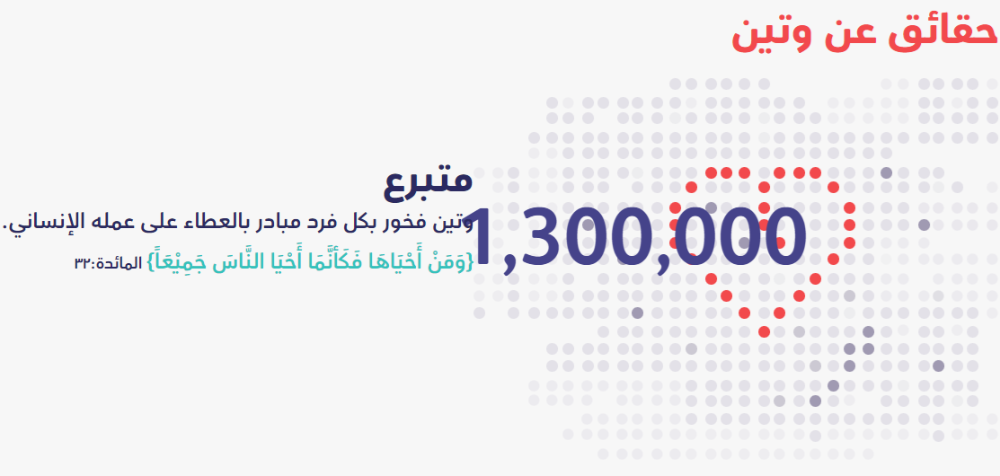 حقائق عن وتين
متبرع
1,300,000
وتين فخور بكل فرد مبادر بالعطاء على عمله الإنساني.
{وَمَنْ أَحْيَاهَا فَكَأَنَّمَا أَحْيَا النَّاسَ جَمِيْعَاً} المائدة:٣٢